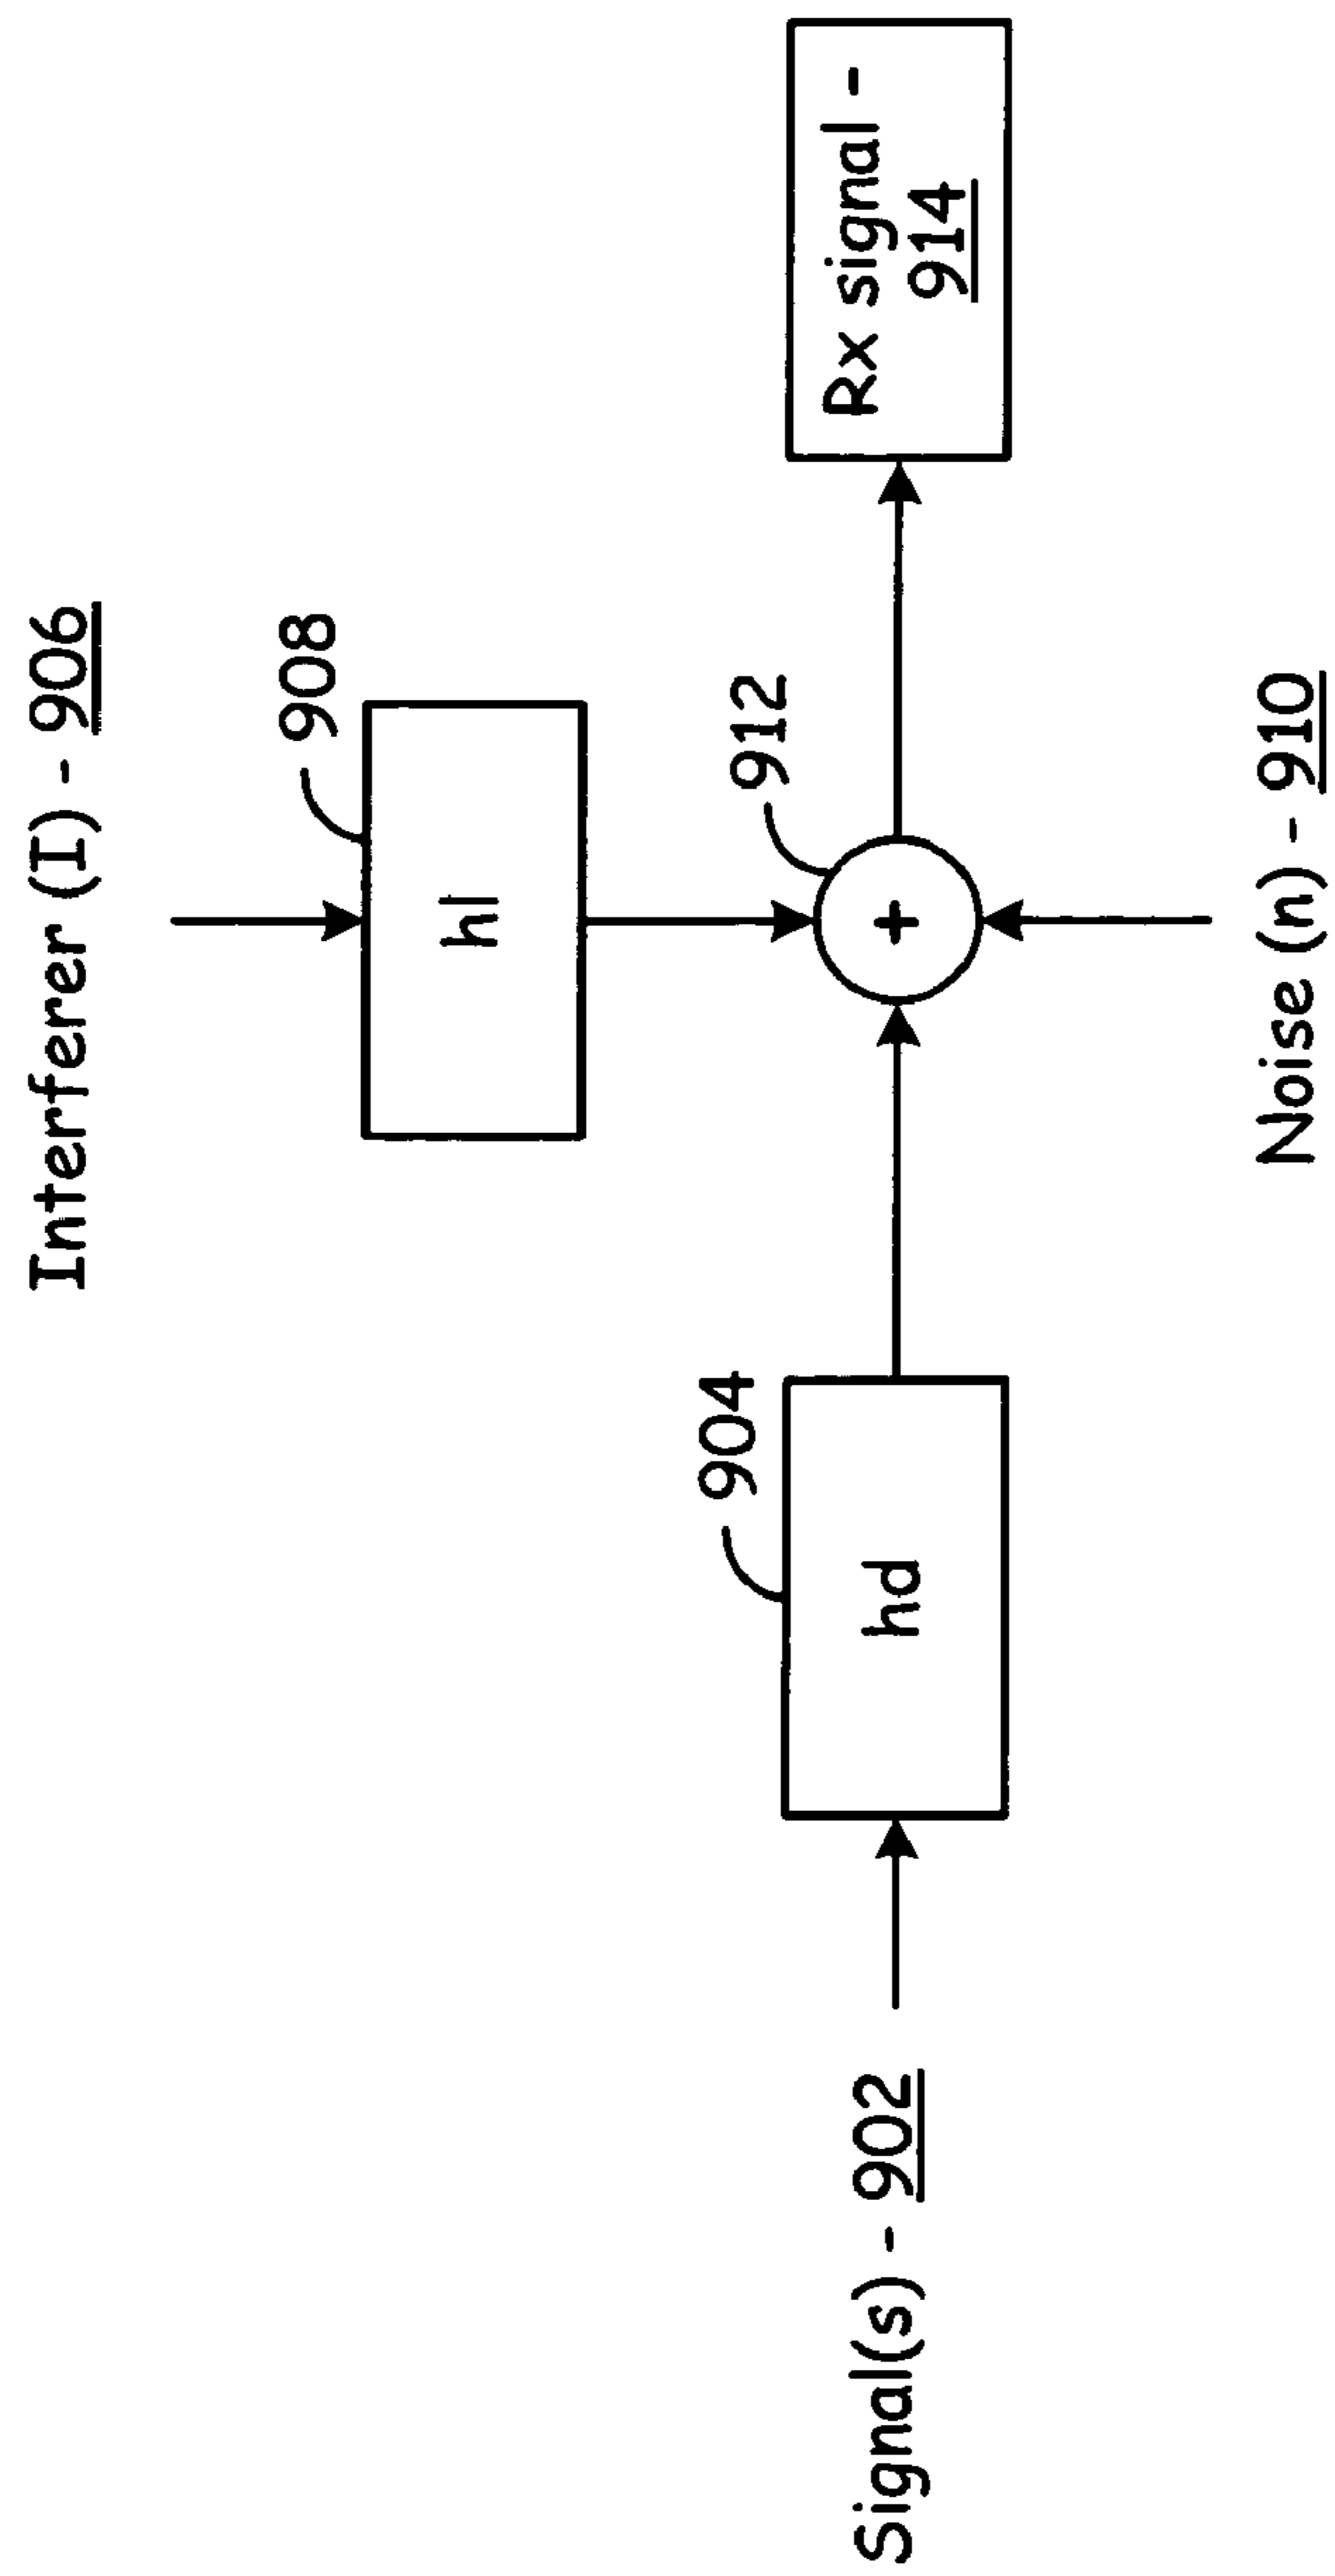 Interferer (I) - 906
908
hI
912
Rx signal -
914
904
hd
+
Signal(s) - 902
Noise (n) - 910